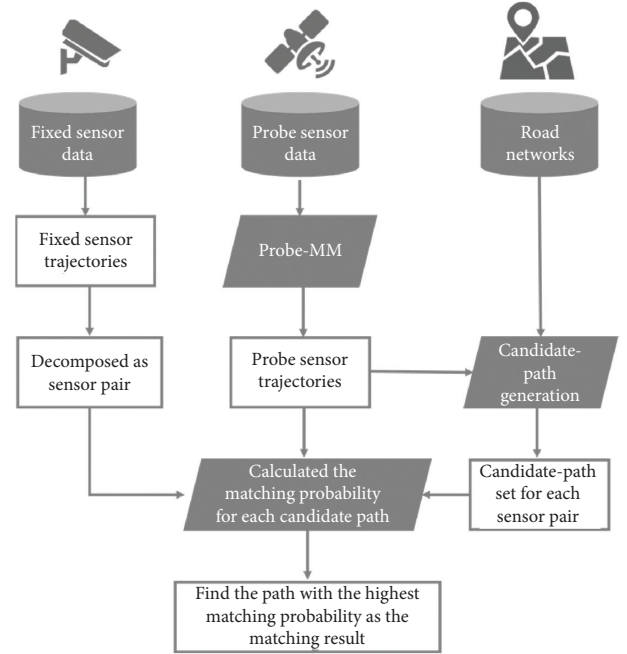 Fixed sensor
data
Probe sensor
data
Road
networks
Fixed sensor
trajectories
Probe-MM
Decomposed as
sensor pair
Probe sensor
trajectories
Candidate-
path
generation
Calculated the
matching probability
for each candidate path
Candidate-path
set for each
sensor pair
Find the path with the highest
matching probability as the
matching result